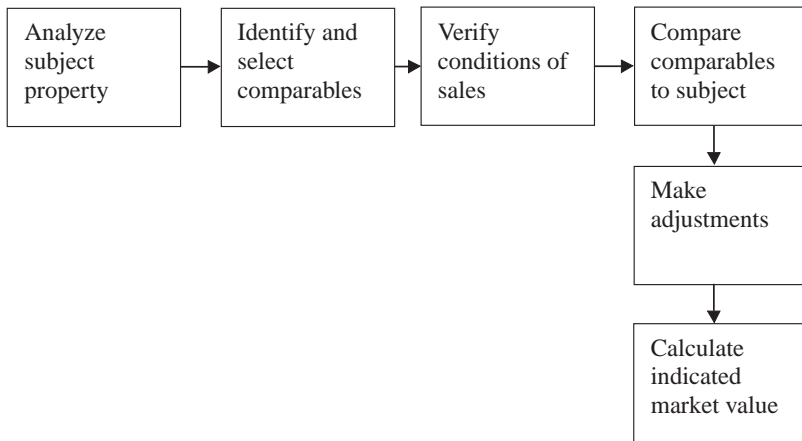 Analyze
subject
property
Identify and
select
comparables
Verify
conditions of
sales
Compare
comparables
to subject
Make
adjustments
Calculate
indicated
market value